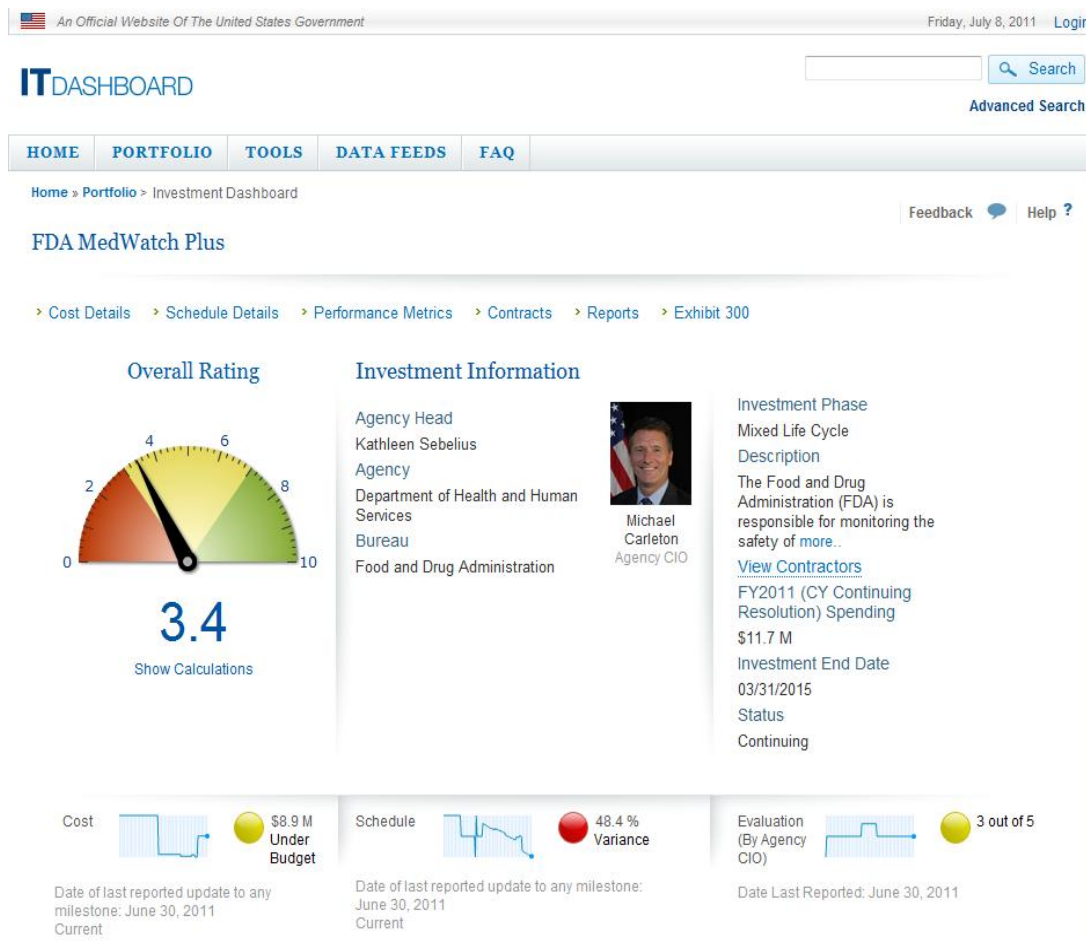 An Official Website Of The United States Government
Friday, July 8, 2011 Login
ITDASHBOARD
Search
Advanced Search
HOME PORTFOLIO TOOLS DATA FEEDS FAQ
Home » Portfolio > Investment Dashboard
Feedback Help ?
FDA MedWatch Plus
› Cost Details › Schedule Details › Performance Metrics › Contracts › Reports › Exhibit 300
Overall Rating
0 2 4 6 8 10
3.4
Show Calculations
Investment Information
Agency Head
Kathleen Sebelius
Agency
Department of Health and Human
Services
Bureau
Food and Drug Administration
Michael
Carleton
Agency CIO
Investment Phase
Mixed Life Cycle
Description
The Food and Drug
Administration (FDA) is
responsible for monitoring the
safety of more..
View Contractors
FY2011 (CY Continuing
Resolution) Spending
$11.7 M
Investment End Date
03/31/2015
Status
Continuing
Cost
$8.9 M
Under
Budget
Date of last reported update to any
milestone: June 30, 2011
Current
Schedule
48.4 %
Variance
Date of last reported update to any milestone:
June 30, 2011
Current
Evaluation
(By Agency
CIO)
3 out of 5
Date Last Reported: June 30, 2011